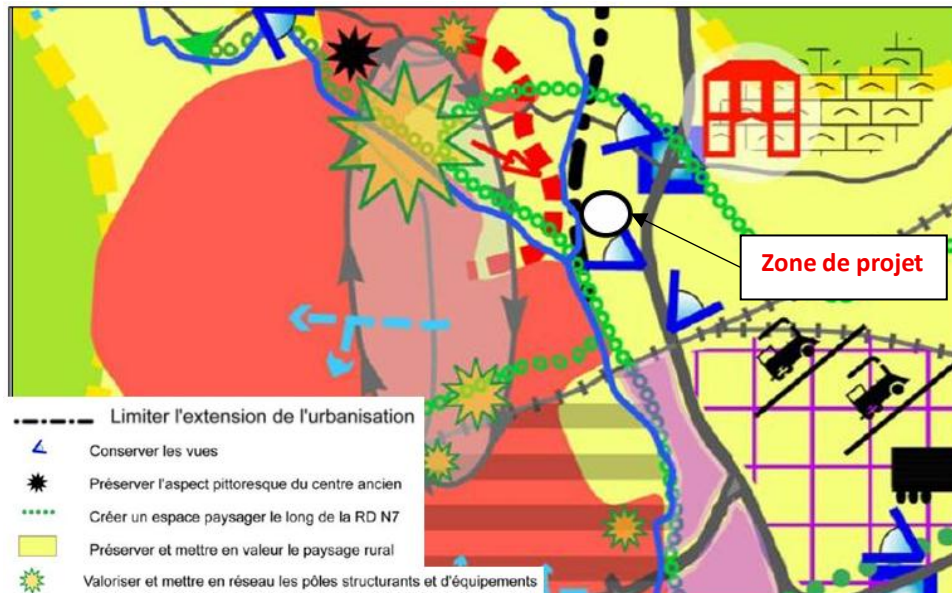 Zone de projet
Limiter l'extension de l'urbanisation
Conserver les vues
Préserver l'aspect pittoresque du centre ancien
Créer un espace paysager le long de la RD N7
Préserver et mettre en valeur le paysage rural
Valoriser et mettre en réseau les pôles structurants et d'équipements